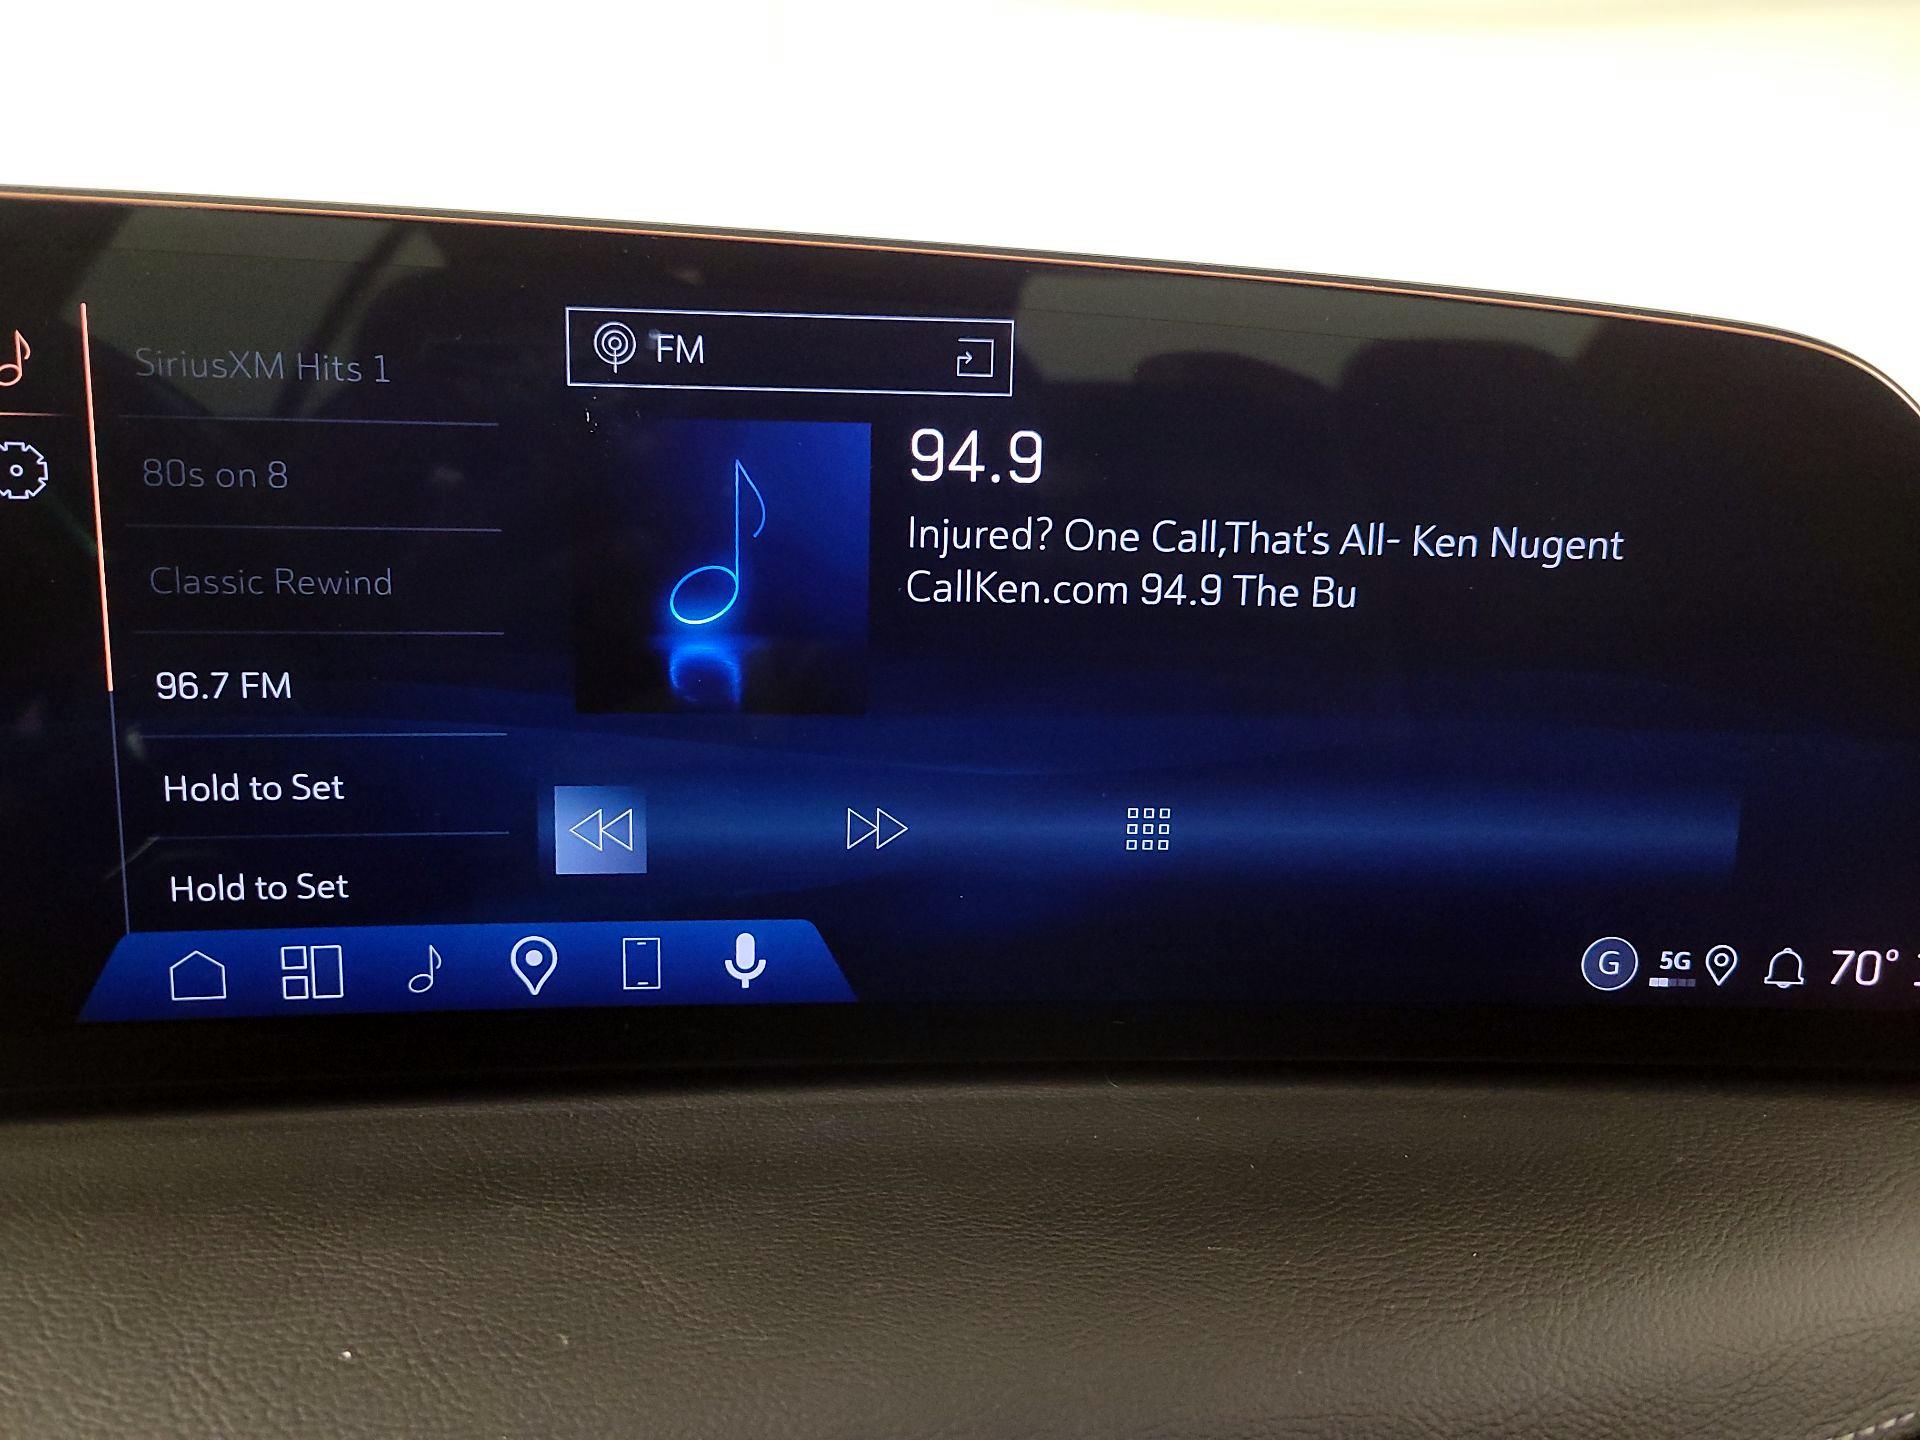 SiriusXM Hits 1
80s on 8
Classic Rewind
96.7 FM
Hold to Set
Hold to Set
FM
94.9
Injured? One Call,That's All- Ken Nugent
CallKen.com 94.9 The Bu
G 5G 70°